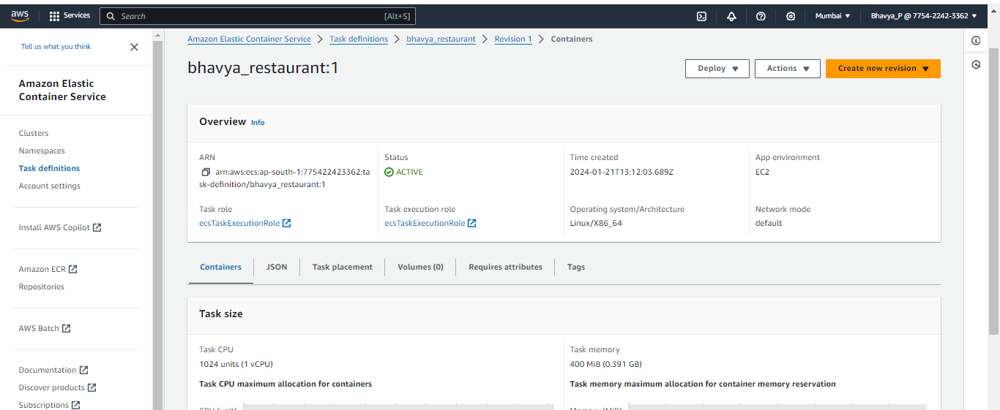 aws Services Search [Alt+S] Mumbai Bhavya_P @ 7754-2242-3362
Tell us what you think
Amazon Elastic
Container Service
Clusters
Namespaces
Task definitions
Account settings
Install AWS Copilot
Amazon ECR
Repositories
AWS Batch
Documentation
Discover products
Subscriptions
Amazon Elastic Container Service > Task definitions > bhavya_restaurant > Revision 1 > Containers
bhavya_restaurant:1
Deploy Actions Create new revision
Overview Info
ARN
arn:aws:ecs:ap-south-1:775422423362:ta
sk-definition/bhavya_restaurant:1
Status
ACTIVE
Time created
2024-01-21T13:12:03.689Z
App environment
EC2
Task role
ecsTaskExecutionRole
Task execution role
ecsTaskExecutionRole
Operating system/Architecture
Linux/X86_64
Network mode
default
Containers JSON Task placement Volumes (0) Requires attributes Tags
Task size
Task CPU
1024 units (1 vCPU)
Task CPU maximum allocation for containers
CPU (unit)
Task memory
400 MiB (0.391 GB)
Task memory maximum allocation for container memory reservation
Memory (MiB)